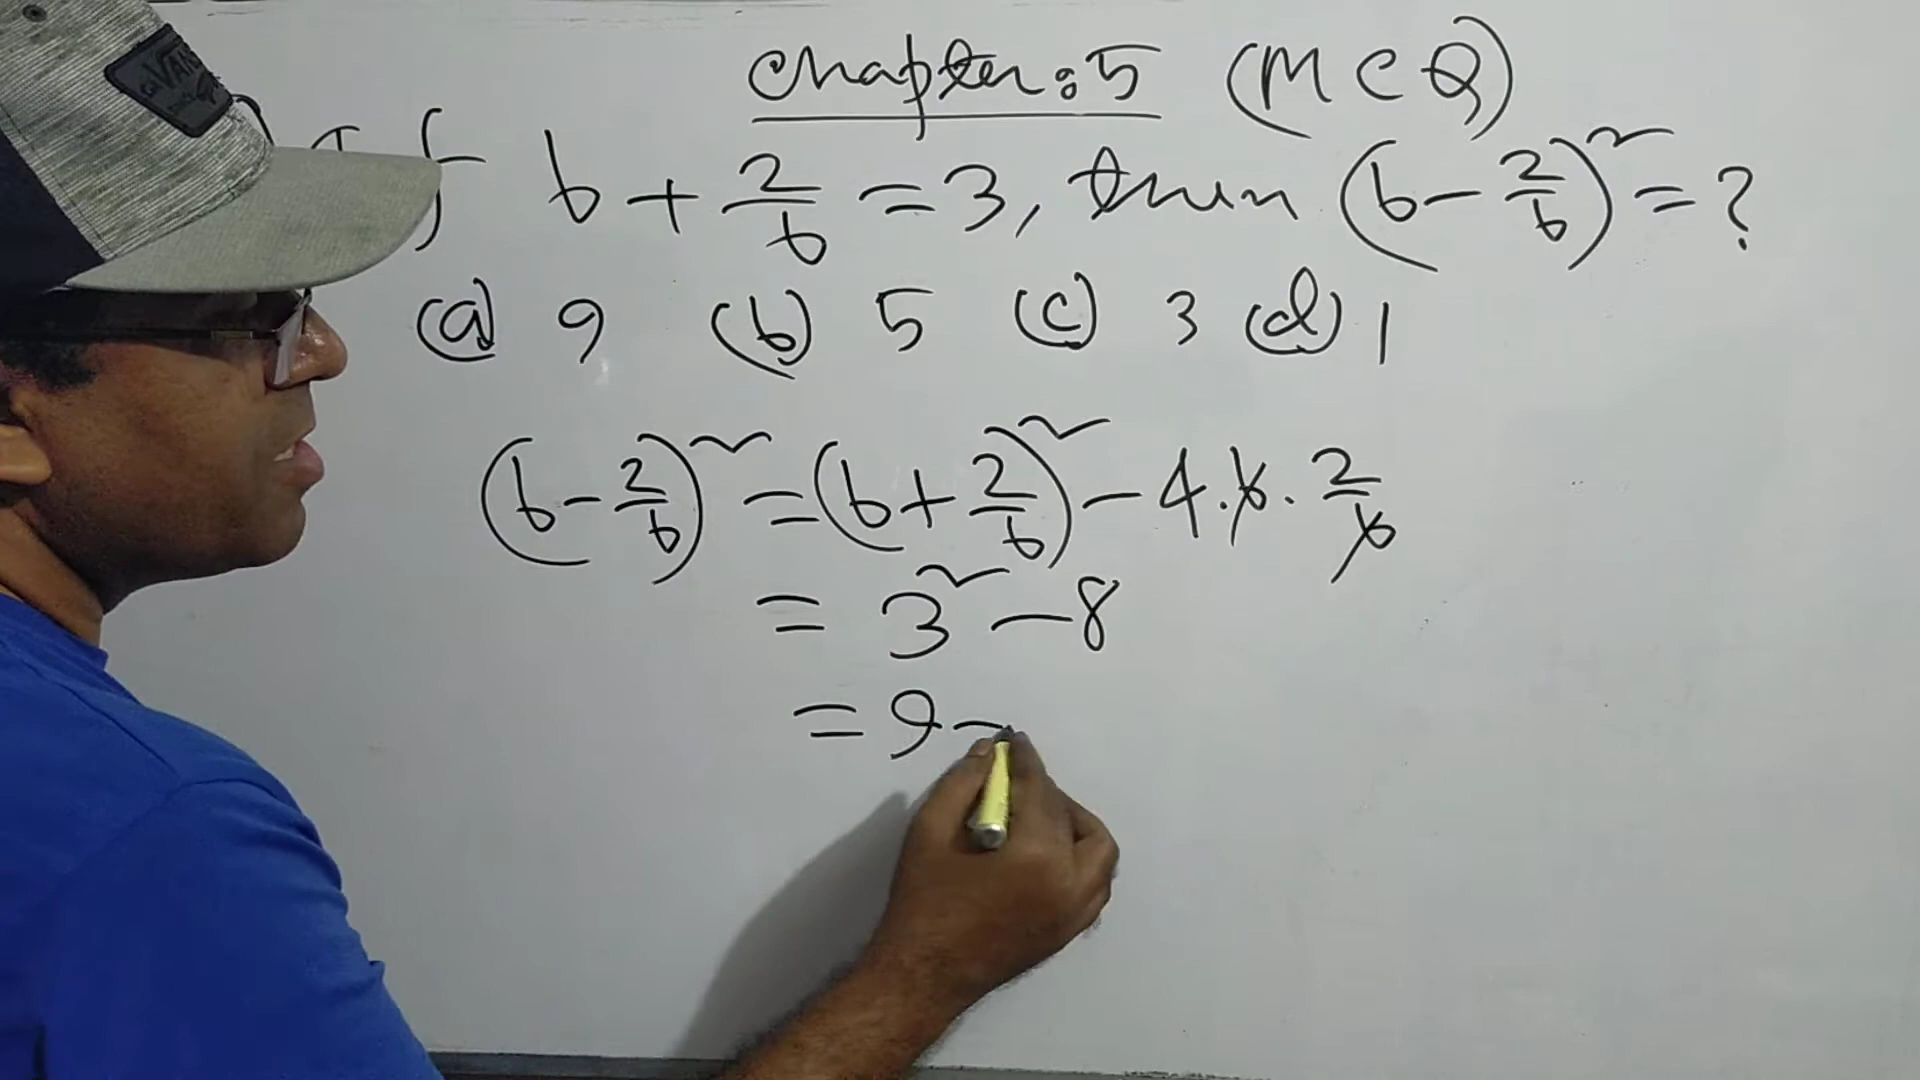 Chapter:5 (MCQ)
If b + 2/b = 3, then (b - 2/b)² = ?
(a) 9 (b) 5 (c) 3 (d) 1
(b - 2/b)² = (b + 2/b)² - 4.b.2/b
= 3² - 8
= 9 -
VANS